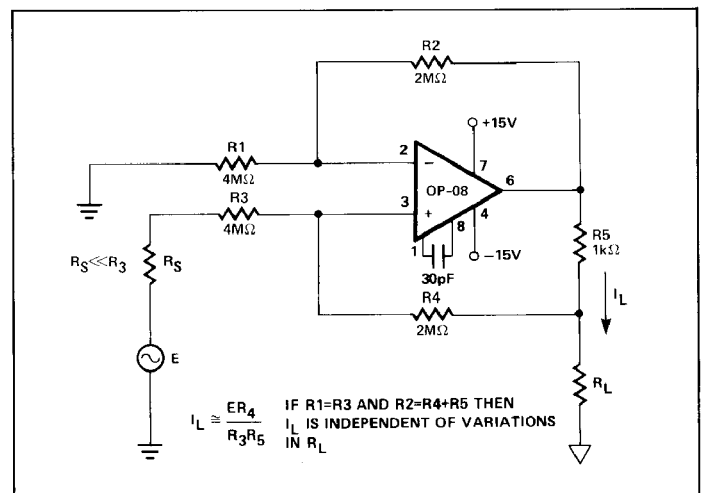 R2
2MΩ
+15V
R1
4MΩ
2
−
7
OP-08
6
3
+
4
8
1
R3
4MΩ
30pF
−15V
R5
1kΩ
R4
2MΩ
IL
RS≪R3
RS
E
RL
IL ≅ ER4 / R3R5
IF R1=R3 AND R2=R4+R5 THEN
IL IS INDEPENDENT OF VARIATIONS
IN RL